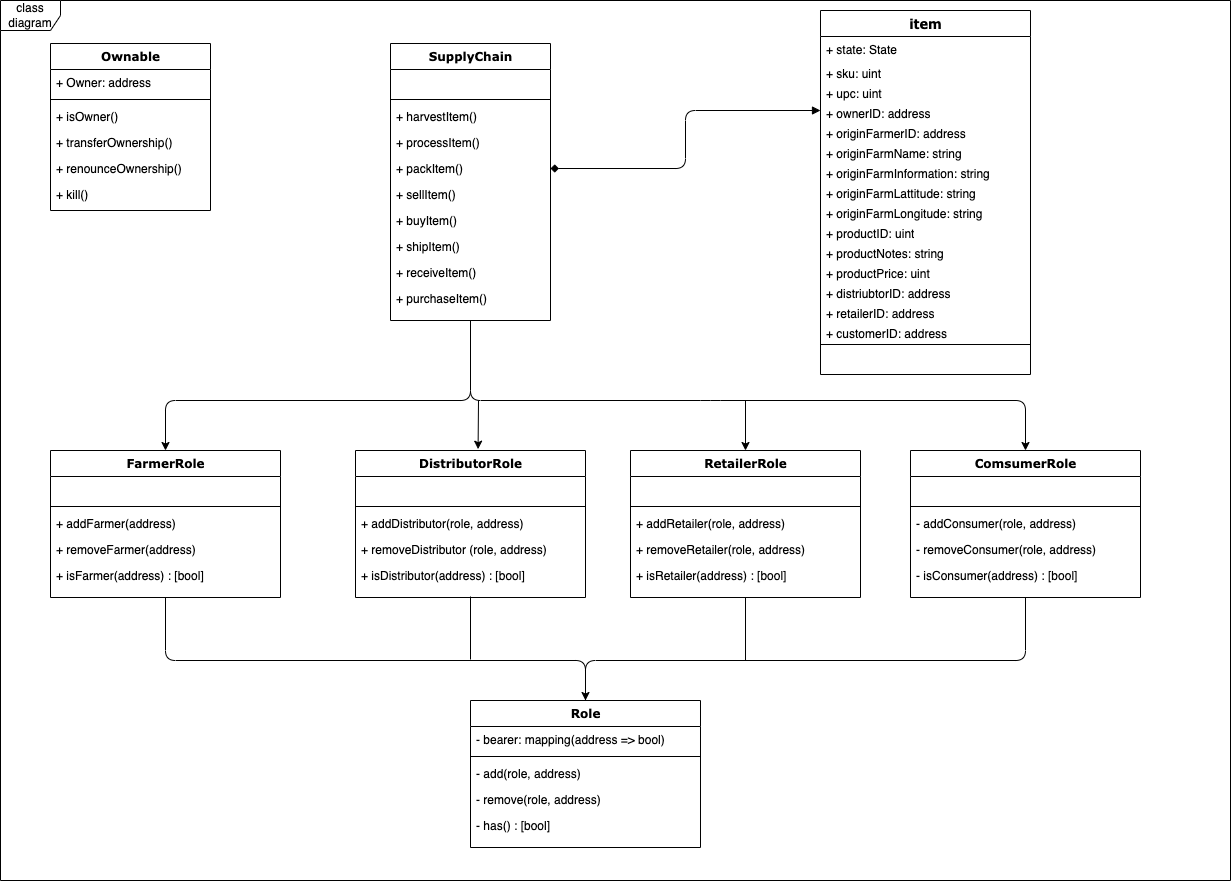 class
diagram
Ownable
+ Owner: address
+ isOwner()
+ transferOwnership()
+ renounceOwnership()
+ kill()
SupplyChain
+ harvestItem()
+ processItem()
+ packItem()
+ sellItem()
+ buyItem()
+ shipItem()
+ receiveItem()
+ purchaseItem()
item
+ state: State
+ sku: uint
+ upc: uint
+ ownerID: address
+ originFarmerID: address
+ originFarmName: string
+ originFarmInformation: string
+ originFarmLattitude: string
+ originFarmLongitude: string
+ productID: uint
+ productNotes: string
+ productPrice: uint
+ distriubtorID: address
+ retailerID: address
+ customerID: address
FarmerRole
+ addFarmer(address)
+ removeFarmer(address)
+ isFarmer(address) : [bool]
DistributorRole
+ addDistributor(role, address)
+ removeDistributor (role, address)
+ isDistributor(address) : [bool]
RetailerRole
+ addRetailer(role, address)
+ removeRetailer(role, address)
+ isRetailer(address) : [bool]
ComsumerRole
- addConsumer(role, address)
- removeConsumer(role, address)
- isConsumer(address) : [bool]
Role
- bearer: mapping(address => bool)
- add(role, address)
- remove(role, address)
- has() : [bool]